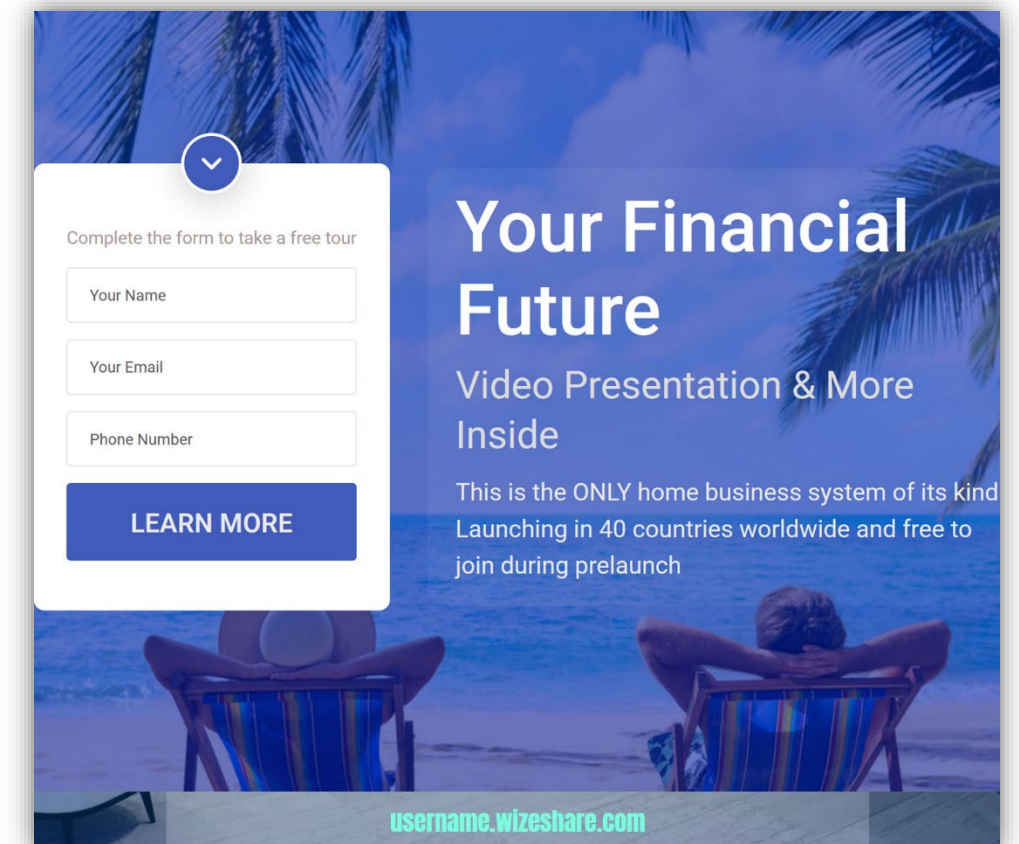 Complete the form to take a free tour
Your Name
Your Email
Phone Number
LEARN MORE
Your Financial
Future
Video Presentation & More
Inside
This is the ONLY home business system of its kind
Launching in 40 countries worldwide and free to
join during prelaunch
username.wizeshare.com